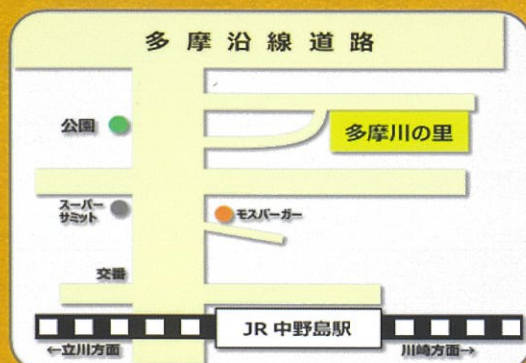 多摩沿線道路
公園
多摩川の里
スーパー
サミット
モスバーガー
交番
JR 中野島駅
←立川方面
川崎方面→